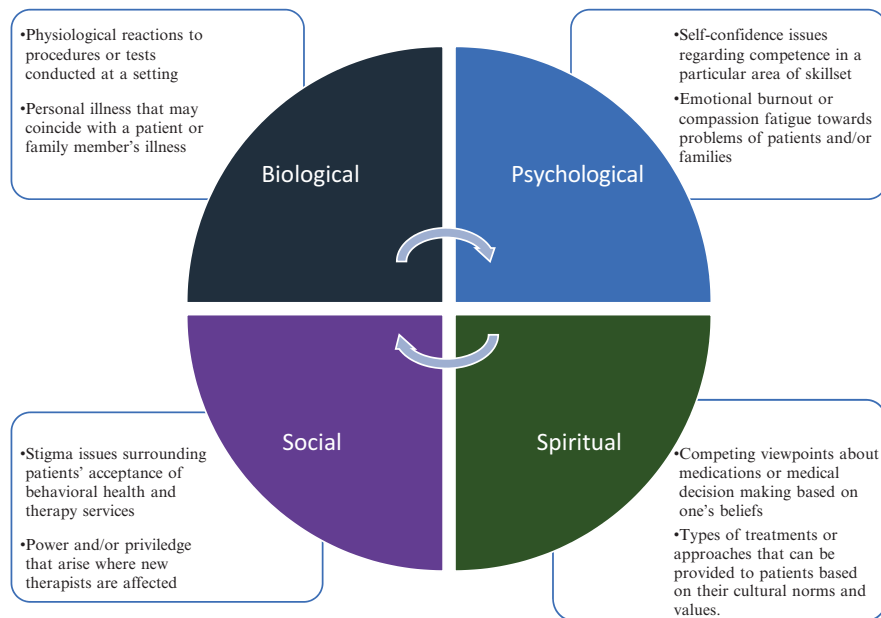 •Physiological reactions to
procedures or tests
conducted at a setting
•Personal illness that may
coincide with a patient or
family member's illness
•Self-confidence issues
regarding competence in a
particular area of skillset
•Emotional burnout or
compassion fatigue towards
problems of patients and/or
families
Biological
Psychological
Social
Spiritual
•Stigma issues surrounding
patients' acceptance of
behavioral health and
therapy services
•Power and/or priviledge
that arise where new
therapists are affected
•Competing viewpoints about
medications or medical
decision making based on
one's beliefs
•Types of treatments or
approaches that can be
provided to patients based
on their cultural norms and
values.